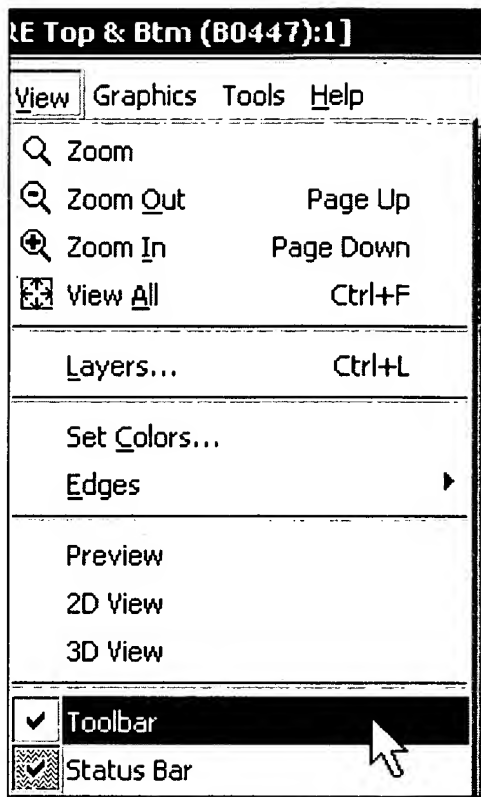 RE Top & Btm (B0447):1]
View Graphics Tools Help
Zoom
Zoom Out Page Up
Zoom In Page Down
View All Ctrl+F
Layers... Ctrl+L
Set Colors...
Edges
Preview
2D View
3D View
Toolbar
Status Bar